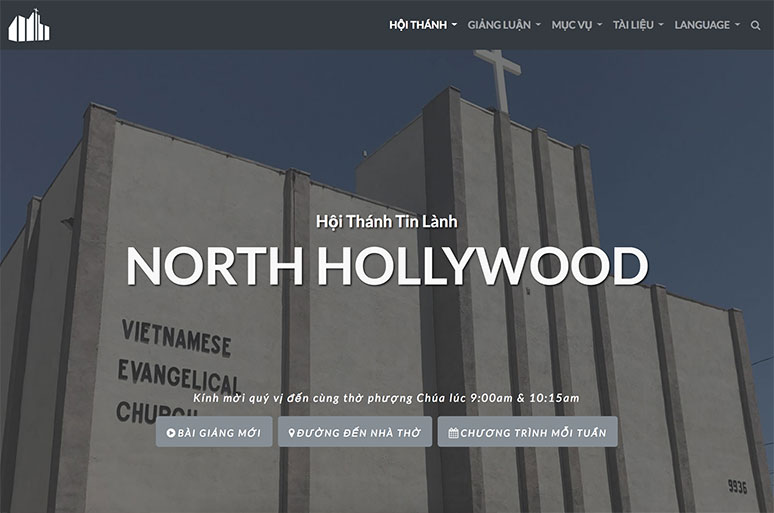 HỘI THÁNH GIẢNG LUẬN MỤC VỤ TÀI LIỆU LANGUAGE
Hội Thánh Tin Lành
NORTH HOLLYWOOD
VIETNAMESE
EVANGELICAL
CHURCH
Kính mời quý vị đến cùng thờ phượng Chúa lúc 9:00am & 10:15am
BÀI GIẢNG MỚI ĐƯỜNG ĐẾN NHÀ THỜ CHƯƠNG TRÌNH MỖI TUẦN
9936